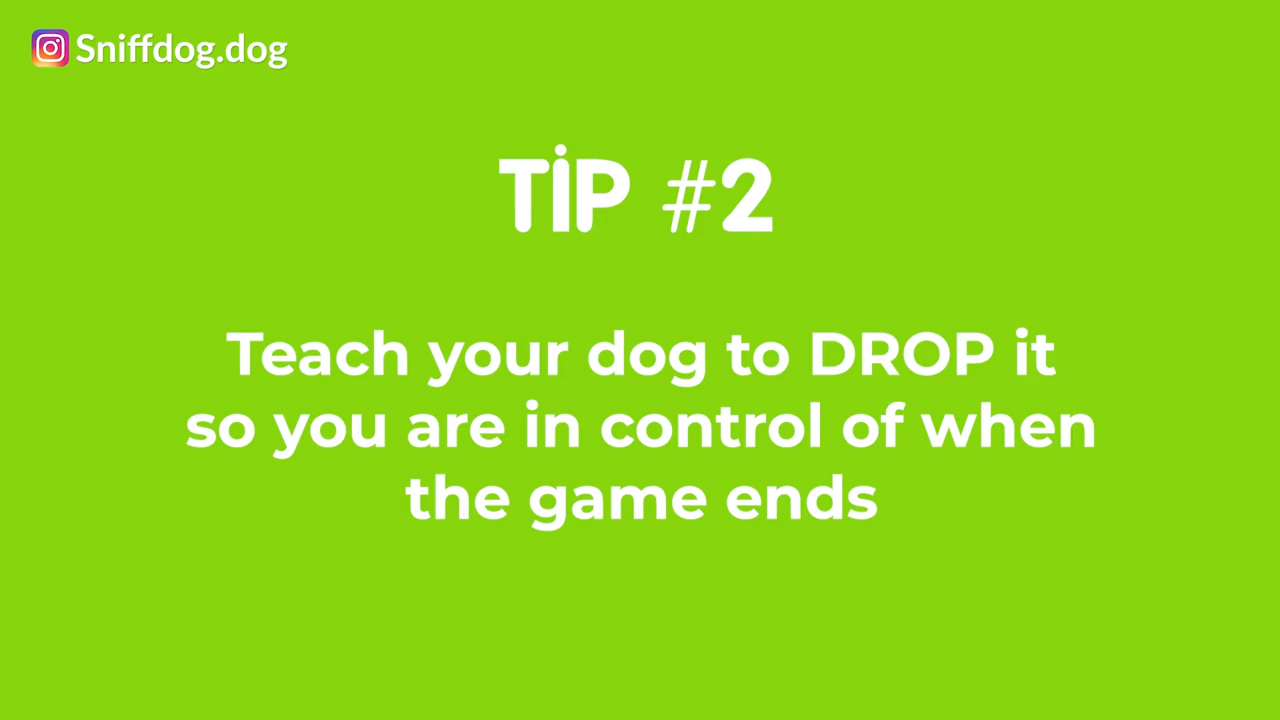 Sniffdog.dog
TiP #2
Teach your dog to DROP it
so you are in control of when
the game ends